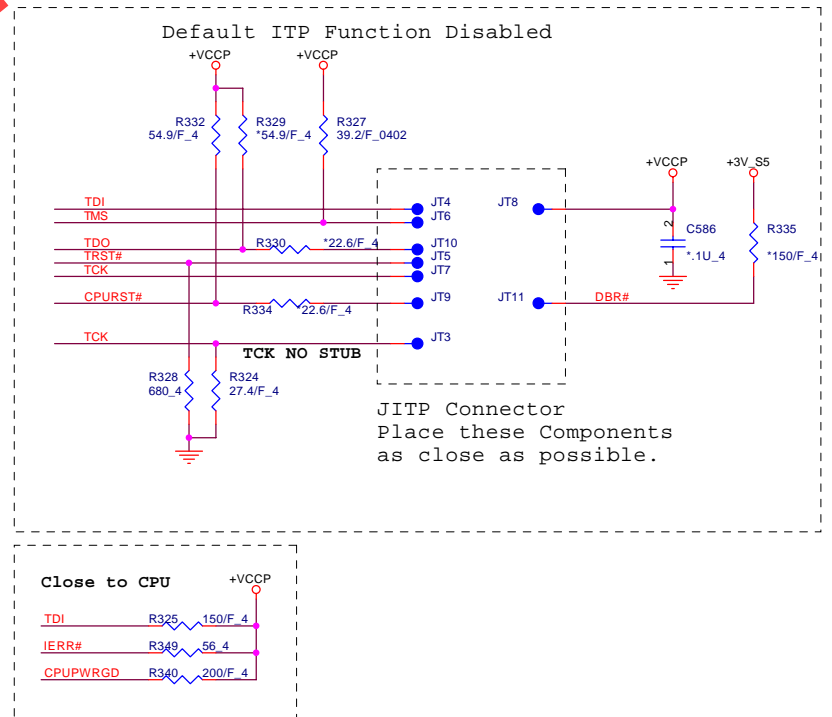 Default ITP Function Disabled
+VCCP
+VCCP
R332
54.9/F_4
R329
*54.9/F_4
R327
39.2/F_0402
+VCCP
+3V_S5
TDI
JT4
JT8
TMS
JT6
C586
2
1
*.1U_4
R335
*150/F_4
TDO
R330
*22.6/F_4
JT10
TRST#
JT5
TCK
JT7
CPURST#
R334
*22.6/F_4
JT9
JT11
DBR#
TCK
JT3
TCK NO STUB
R328
680_4
R324
27.4/F_4
JITP Connector
Place these Components
as close as possible.
Close to CPU
+VCCP
TDI
R325
150/F_4
IERR#
R349
56_4
CPUPWRGD
R340
200/F_4